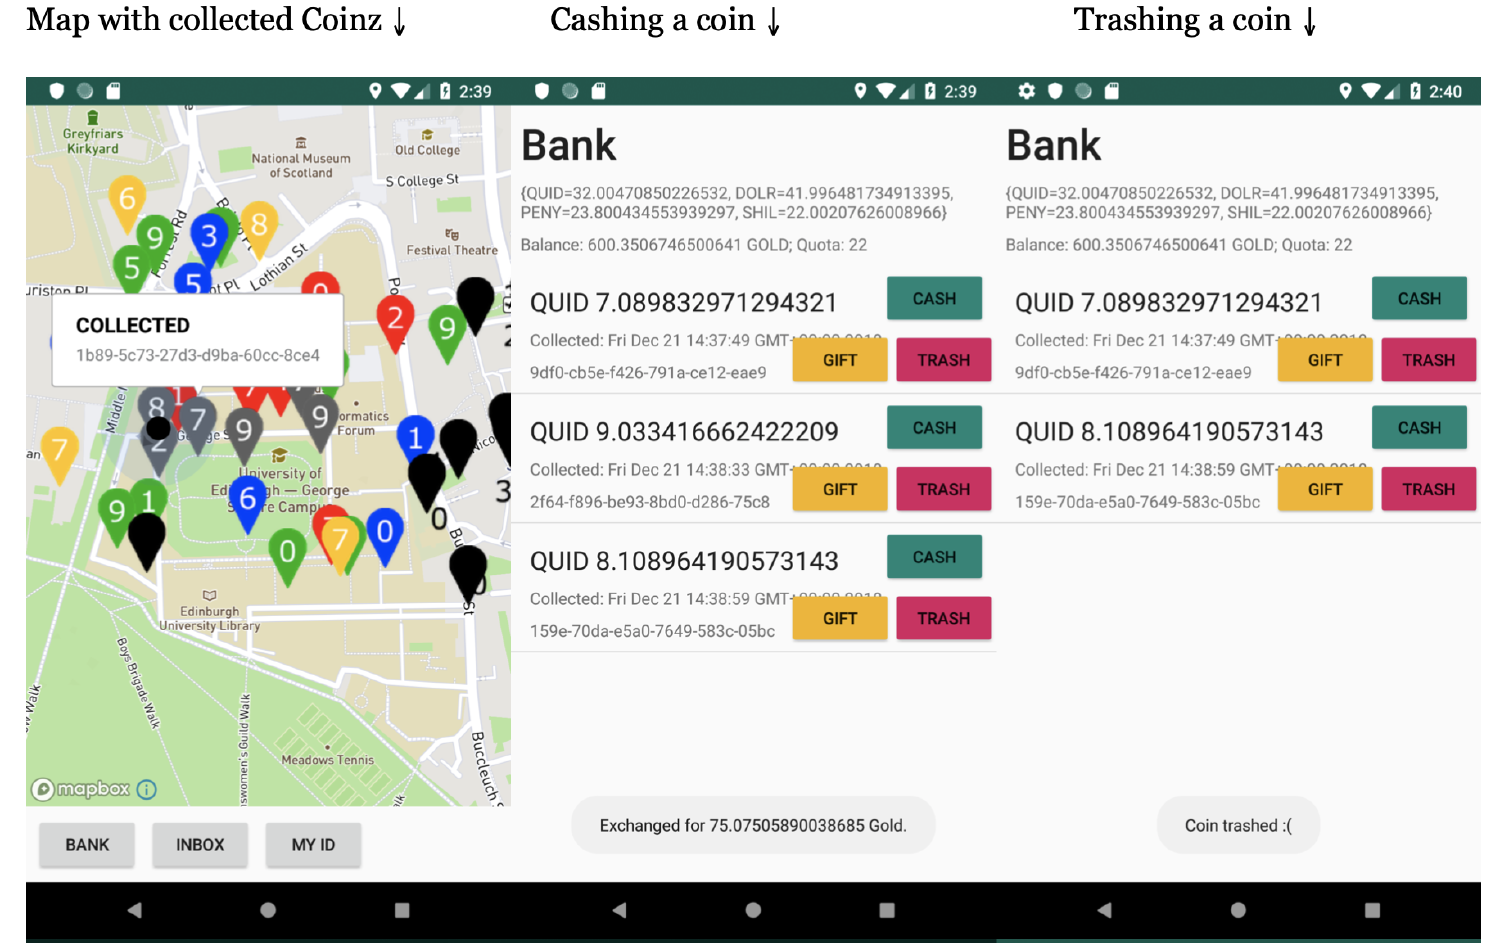 Map with collected Coinz ↓
Cashing a coin ↓
Trashing a coin ↓
2:39
Greyfriars
Kirkyard
National Museum
of Scotland
Old College
S College St
6
9
3
8
Festival Theatre
5
5
Lothian St
0
2
9
COLLECTED
1b89-5c73-27d3-d9ba-60cc-8ce4
8
1
7
7
9
9
2
Informatics
Forum
1
7
University of
Edinburgh — George
Square Campus
6
3
9
1
0
7
0
0
Edinburgh
University Library
Boys Brigade Walk
Meadows Tennis
Buccleuch
mapbox
BANK
INBOX
MY ID
2:39
Bank
{QUID=32.00470850226532, DOLR=41.996481734913395,
PENY=23.800434553939297, SHIL=22.00207626008966}
Balance: 600.3506746500641 GOLD; Quota: 22
QUID 7.089832971294321
CASH
Collected: Fri Dec 21 14:37:49 GMT+
GIFT
TRASH
9df0-cb5e-f426-791a-ce12-eae9
QUID 9.033416662422209
CASH
Collected: Fri Dec 21 14:38:33 GMT+
GIFT
TRASH
2f64-f896-be93-8bd0-d286-75c8
QUID 8.108964190573143
CASH
Collected: Fri Dec 21 14:38:59 GMT+
GIFT
TRASH
159e-70da-e5a0-7649-583c-05bc
Exchanged for 75.07505890038685 Gold.
2:40
Bank
{QUID=32.00470850226532, DOLR=41.996481734913395,
PENY=23.800434553939297, SHIL=22.00207626008966}
Balance: 600.3506746500641 GOLD; Quota: 22
QUID 7.089832971294321
CASH
Collected: Fri Dec 21 14:37:49 GMT+
GIFT
TRASH
9df0-cb5e-f426-791a-ce12-eae9
QUID 8.108964190573143
CASH
Collected: Fri Dec 21 14:38:59 GMT+
GIFT
TRASH
159e-70da-e5a0-7649-583c-05bc
Coin trashed :(